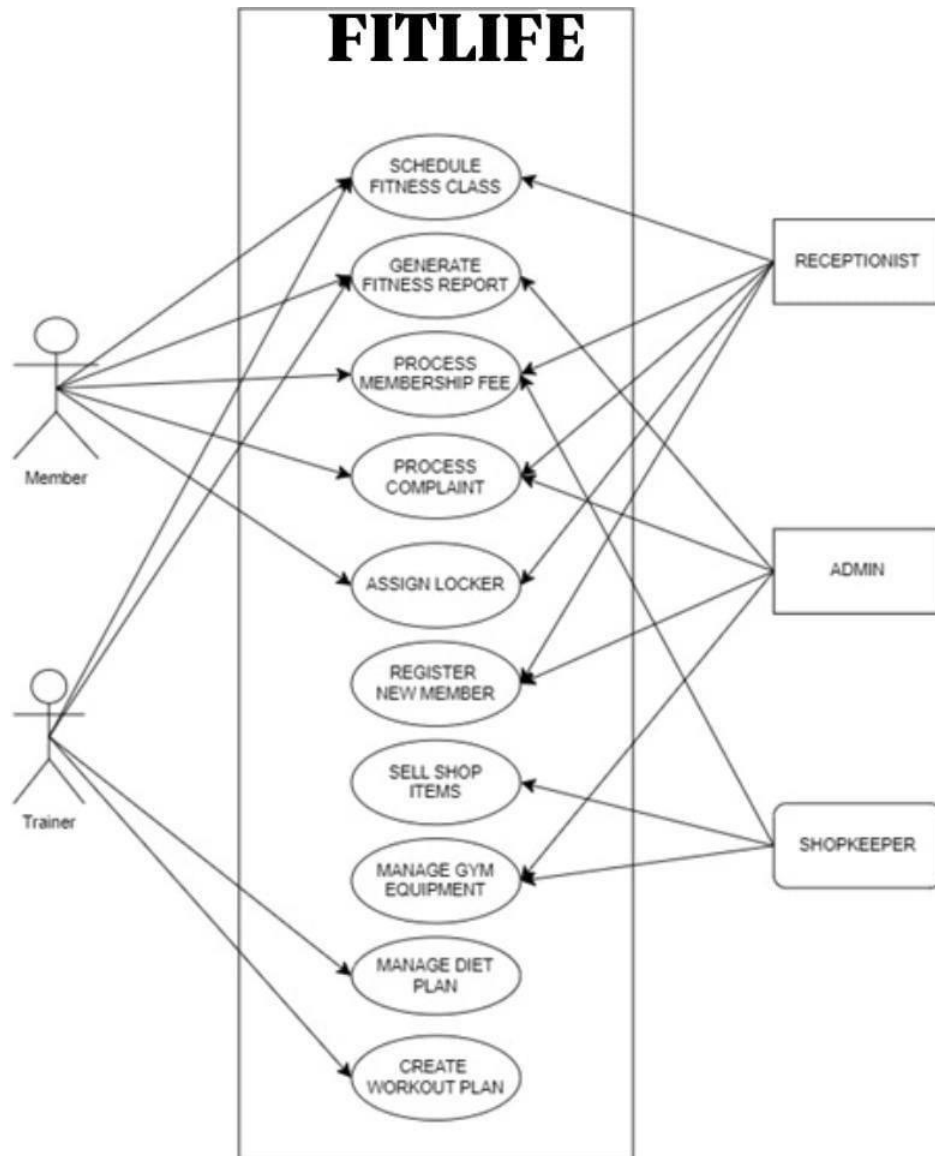 FITLIFE
SCHEDULE
FITNESS CLASS
GENERATE
FITNESS REPORT
PROCESS
MEMBERSHIP FEE
PROCESS
COMPLAINT
ASSIGN LOCKER
REGISTER
NEW MEMBER
SELL SHOP
ITEMS
MANAGE GYM
EQUIPMENT
MANAGE DIET
PLAN
CREATE
WORKOUT PLAN
Member
Trainer
RECEPTIONIST
ADMIN
SHOPKEEPER